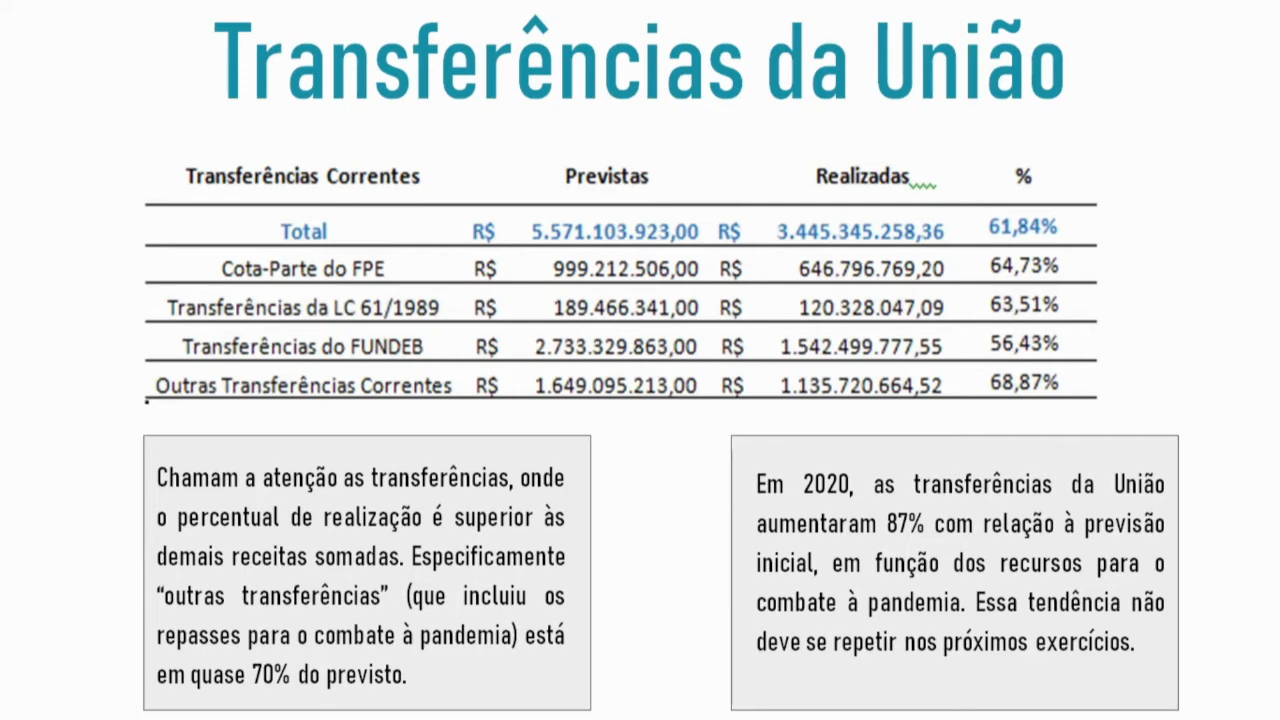 Transferências da União
Transferências Correntes Previstas Realizadas %
Total R$ 5.571.103.923,00 R$ 3.445.345.258,36 61,84%
Cota-Parte do FPE R$ 999.212.506,00 R$ 646.796.769,20 64,73%
Transferências da LC 61/1989 R$ 189.466.341,00 R$ 120.328.047,09 63,51%
Transferências do FUNDEB R$ 2.733.329.863,00 R$ 1.542.499.777,55 56,43%
Outras Transferências Correntes R$ 1.649.095.213,00 R$ 1.135.720.664,52 68,87%
Chamam a atenção as transferências, onde
o percentual de realização é superior às
demais receitas somadas. Especificamente
“outras transferências” (que incluiu os
repasses para o combate à pandemia) está
em quase 70% do previsto.
Em 2020, as transferências da União
aumentaram 87% com relação à previsão
inicial, em função dos recursos para o
combate à pandemia. Essa tendência não
deve se repetir nos próximos exercícios.